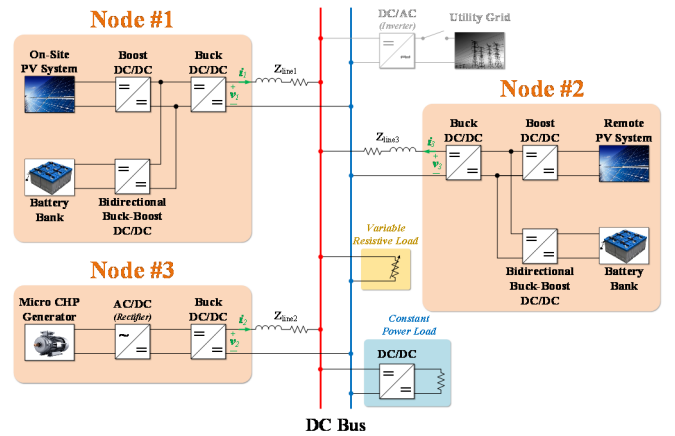 Node #1
On-Site
PV System
Boost
DC/DC
Buck
DC/DC
i1
+
v1
−
Zline1
Battery
Bank
Bidirectional
Buck-Boost
DC/DC
DC/AC
(Inverter)
Utility Grid
Node #2
Zline3
i3
+
v3
−
Buck
DC/DC
Boost
DC/DC
Remote
PV System
Bidirectional
Buck-Boost
DC/DC
Battery
Bank
Variable
Resistive Load
Node #3
Micro CHP
Generator
AC/DC
(Rectifier)
Buck
DC/DC
i2
+
v2
−
Zline2
Constant
Power Load
DC/DC
DC Bus